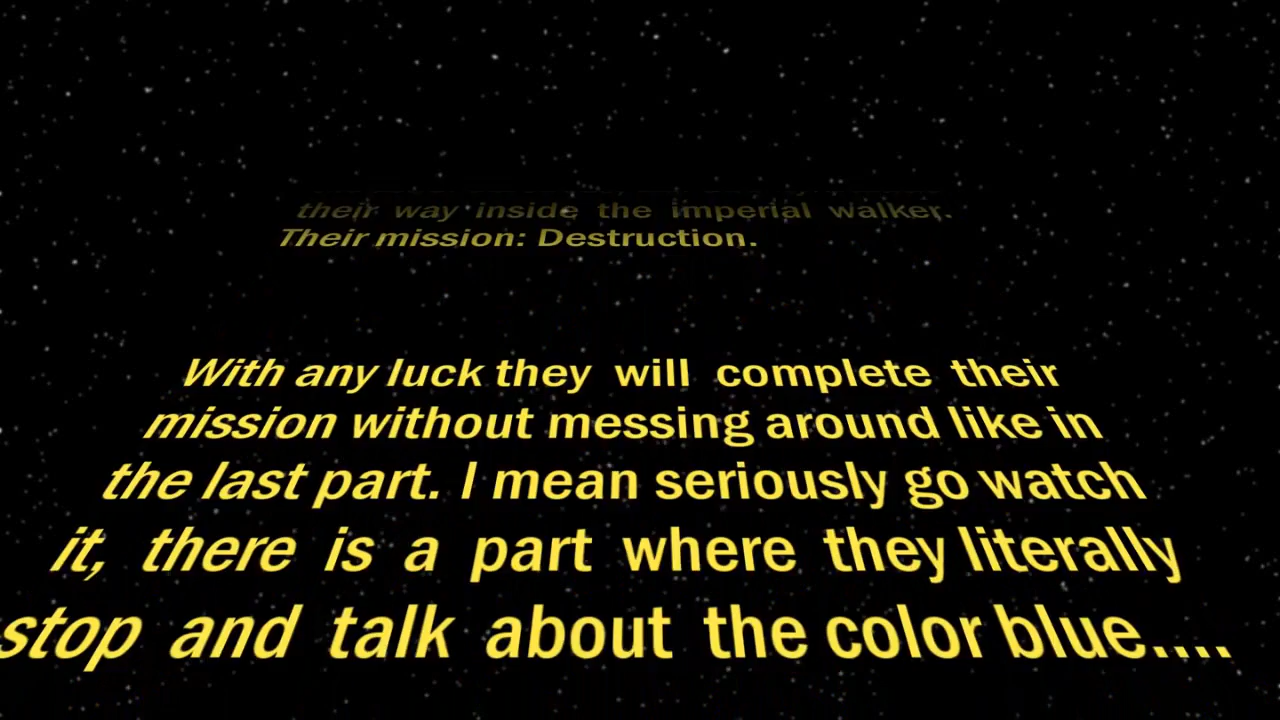 their way inside the imperial walker.
Their mission: Destruction.
With any luck they will complete their
mission without messing around like in
the last part. I mean seriously go watch
it, there is a part where they literally
stop and talk about the color blue....